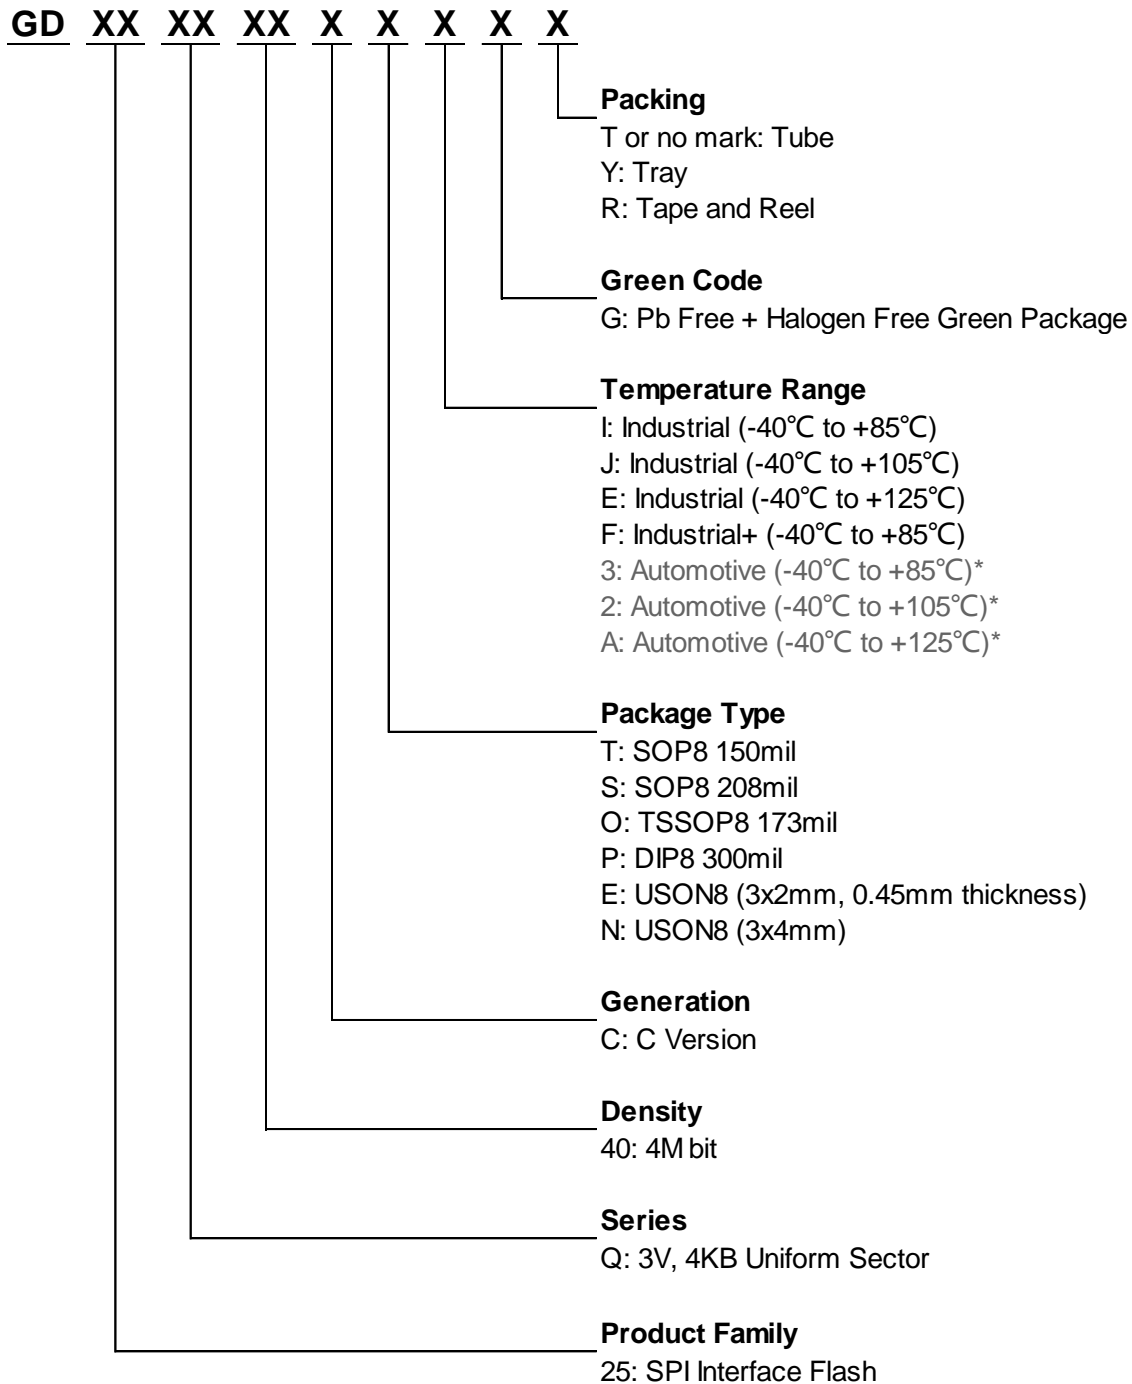 GD XX XX XX X X X X X
Packing
T or no mark: Tube
Y: Tray
R: Tape and Reel
Green Code
G: Pb Free + Halogen Free Green Package
Temperature Range
I: Industrial (-40℃ to +85℃)
J: Industrial (-40℃ to +105℃)
E: Industrial (-40℃ to +125℃)
F: Industrial+ (-40℃ to +85℃)
3: Automotive (-40℃ to +85℃)*
2: Automotive (-40℃ to +105℃)*
A: Automotive (-40℃ to +125℃)*
Package Type
T: SOP8 150mil
S: SOP8 208mil
O: TSSOP8 173mil
P: DIP8 300mil
E: USON8 (3x2mm, 0.45mm thickness)
N: USON8 (3x4mm)
Generation
C: C Version
Density
40: 4M bit
Series
Q: 3V, 4KB Uniform Sector
Product Family
25: SPI Interface Flash